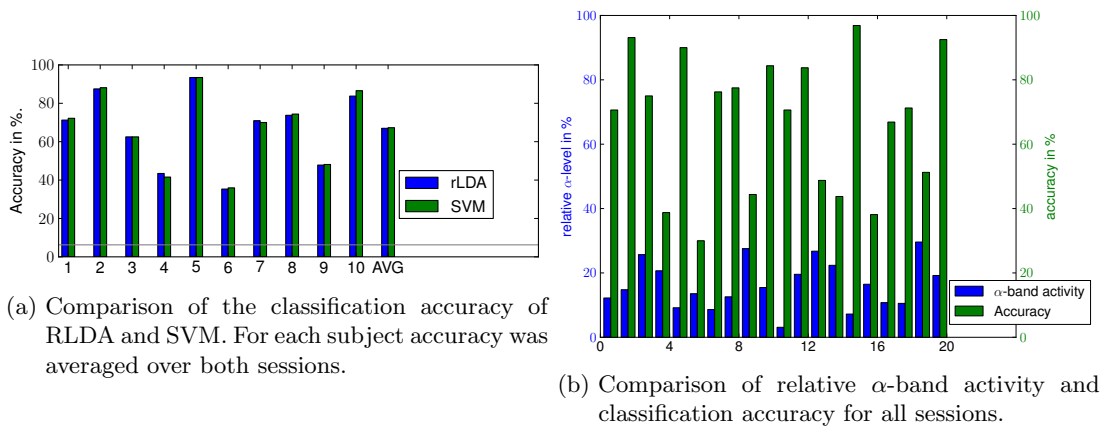 100
80
60
40
20
0
Accuracy in %.
1 2 3 4 5 6 7 8 9 10 AVG
rLDA
SVM
(a) Comparison of the classification accuracy of
RLDA and SVM. For each subject accuracy was
averaged over both sessions.
100
80
60
40
20
0
relative α-level in %
0 4 8 12 16 20
100
80
60
40
20
0
accuracy in %
α-band activity
Accuracy
(b) Comparison of relative α-band activity and
classification accuracy for all sessions.